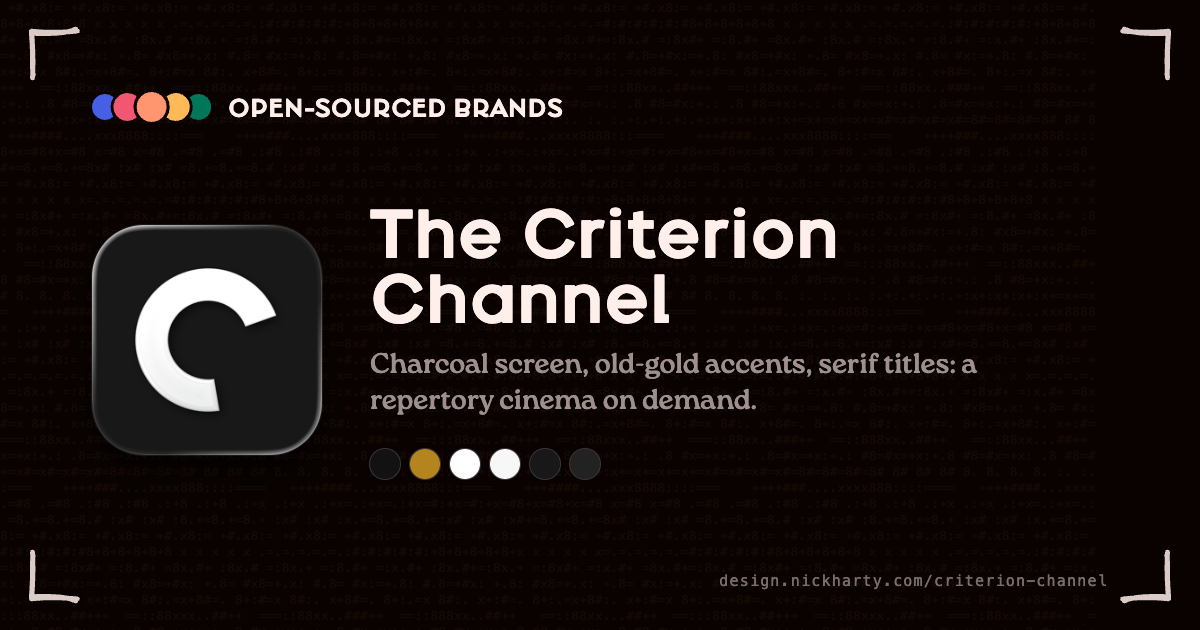 OPEN-SOURCED BRANDS
The Criterion
Channel
Charcoal screen, old-gold accents, serif titles: a
repertory cinema on demand.
design.nickharty.com/criterion-channel